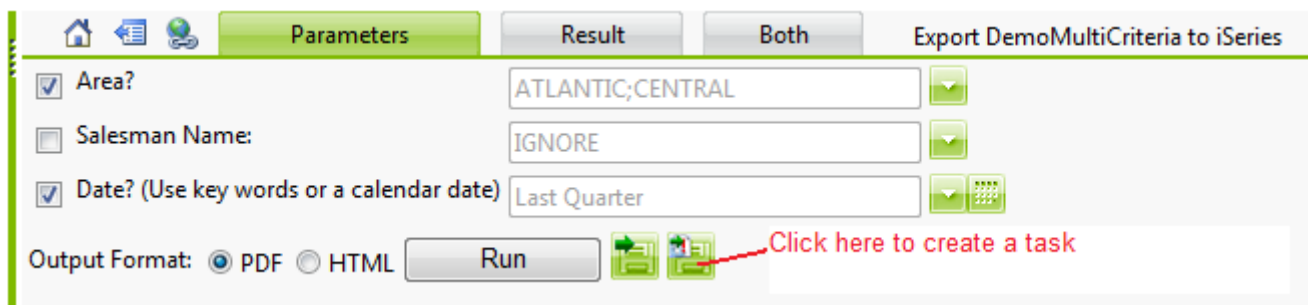 Parameters Result Both Export DemoMultiCriteria to iSeries
Area? ATLANTIC;CENTRAL
Salesman Name: IGNORE
Date? (Use key words or a calendar date) Last Quarter
Output Format: PDF HTML Run Click here to create a task